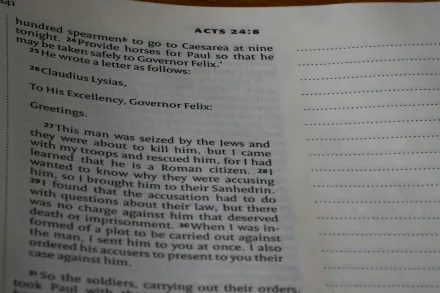 ACTS 24:8
hundred spearmenᵇ to go to Caesarea at nine
tonight. 24Provide horses for Paul so that he
may be taken safely to Governor Felix.'
25He wrote a letter as follows:
26Claudius Lysias,
To His Excellency, Governor Felix:
Greetings.
27This man was seized by the Jews and
they were about to kill him, but I came
with my troops and rescued him, for I had
learned that he is a Roman citizen. 28I
wanted to know why they were accusing
him, so I brought him to their Sanhedrin.
29I found that the accusation had to do
with questions about their law, but there
was no charge against him that deserved
death or imprisonment. 30When I was in-
formed of a plot to be carried out against
the man, I sent him to you at once. I also
ordered his accusers to present to you their
case against him.
31So the soldiers, carrying out their orders,
took Paul with